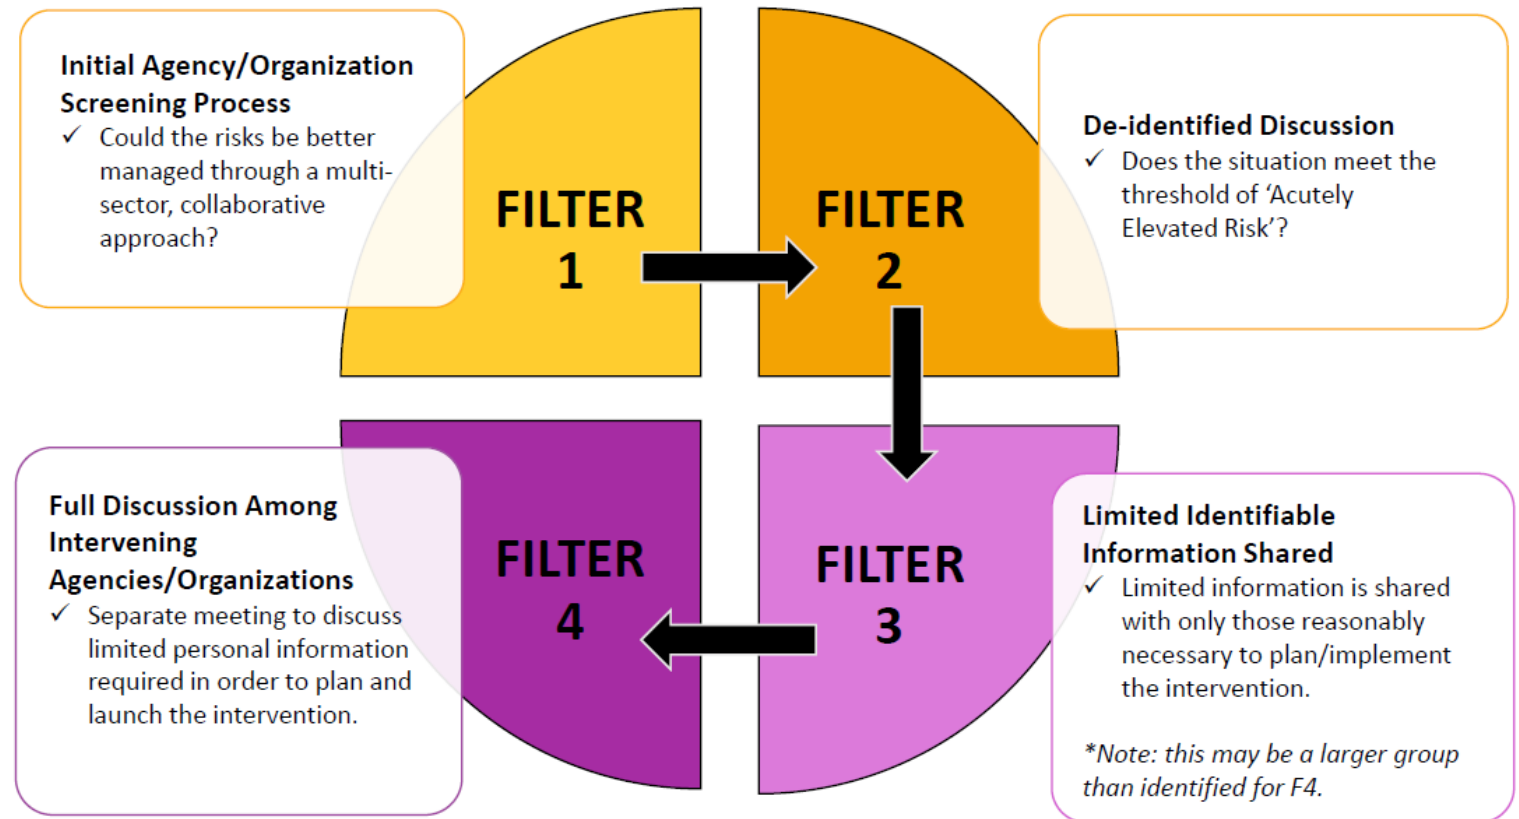 Initial Agency/Organization
Screening Process
✓ Could the risks be better
managed through a multi-
sector, collaborative
approach?
FILTER
1
FILTER
2
De-identified Discussion
✓ Does the situation meet the
threshold of ‘Acutely
Elevated Risk’?
Full Discussion Among
Intervening
Agencies/Organizations
✓ Separate meeting to discuss
limited personal information
required in order to plan and
launch the intervention.
FILTER
4
FILTER
3
Limited Identifiable
Information Shared
✓ Limited information is shared
with only those reasonably
necessary to plan/implement
the intervention.
*Note: this may be a larger group
than identified for F4.